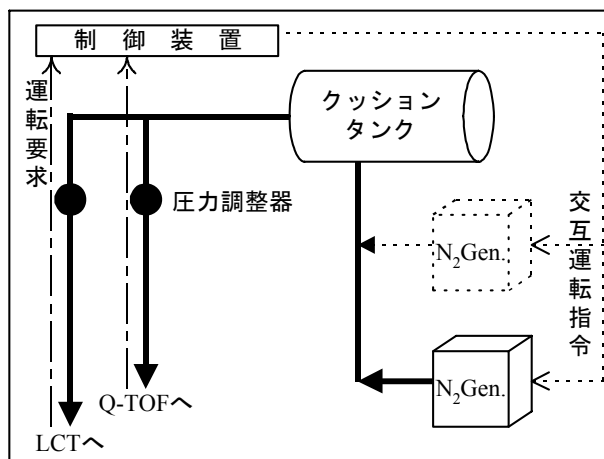 制御装置
運転要求
クッション
タンク
圧力調整器
N₂Gen.
交互運転指令
N₂Gen.
Q-TOFへ
LCTへ